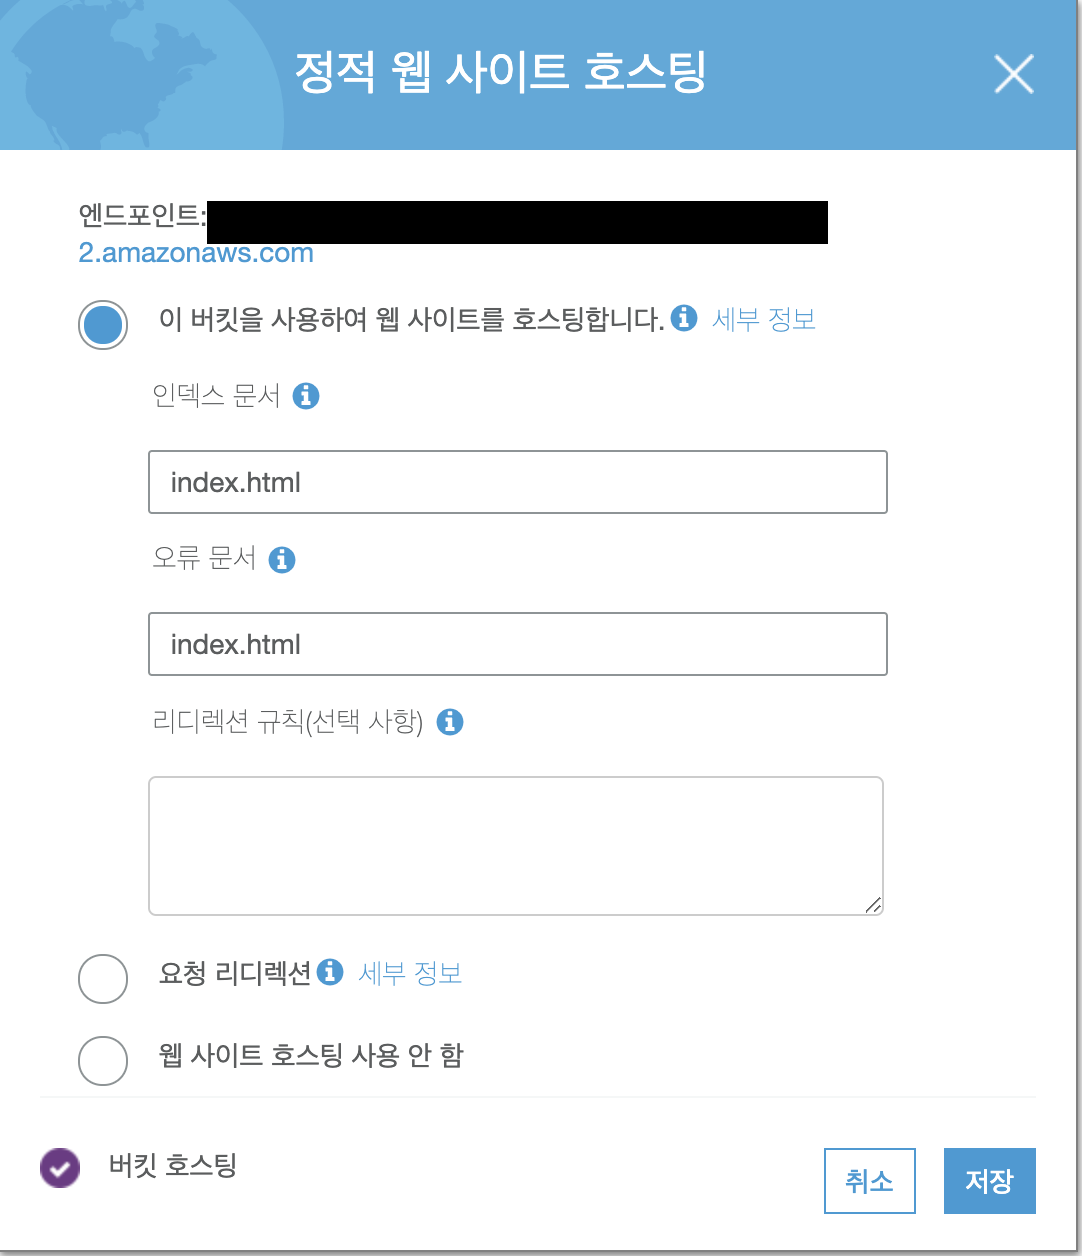 정적 웹 사이트 호스팅
엔드포인트:
2.amazonaws.com
이 버킷을 사용하여 웹 사이트를 호스팅합니다. 세부 정보
인덱스 문서
index.html
오류 문서
index.html
리디렉션 규칙(선택 사항)
요청 리디렉션 세부 정보
웹 사이트 호스팅 사용 안 함
버킷 호스팅
취소
저장